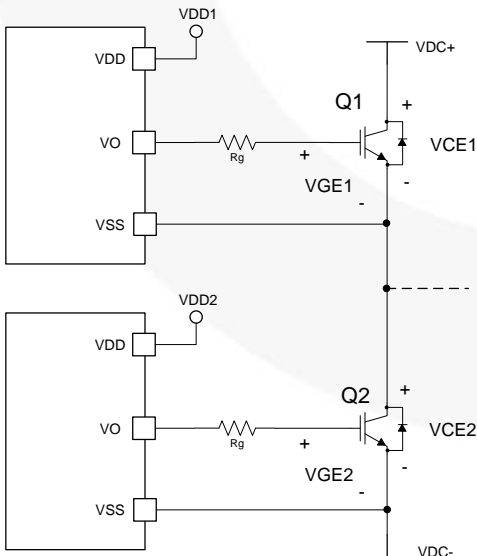 VDD1
VDD
VDC+
Q1
+
VO
Rg
+
VCE1
VGE1
-
-
VSS
VDD2
VDD
Q2
+
VO
Rg
+
VCE2
VGE2
-
-
VSS
VDC-